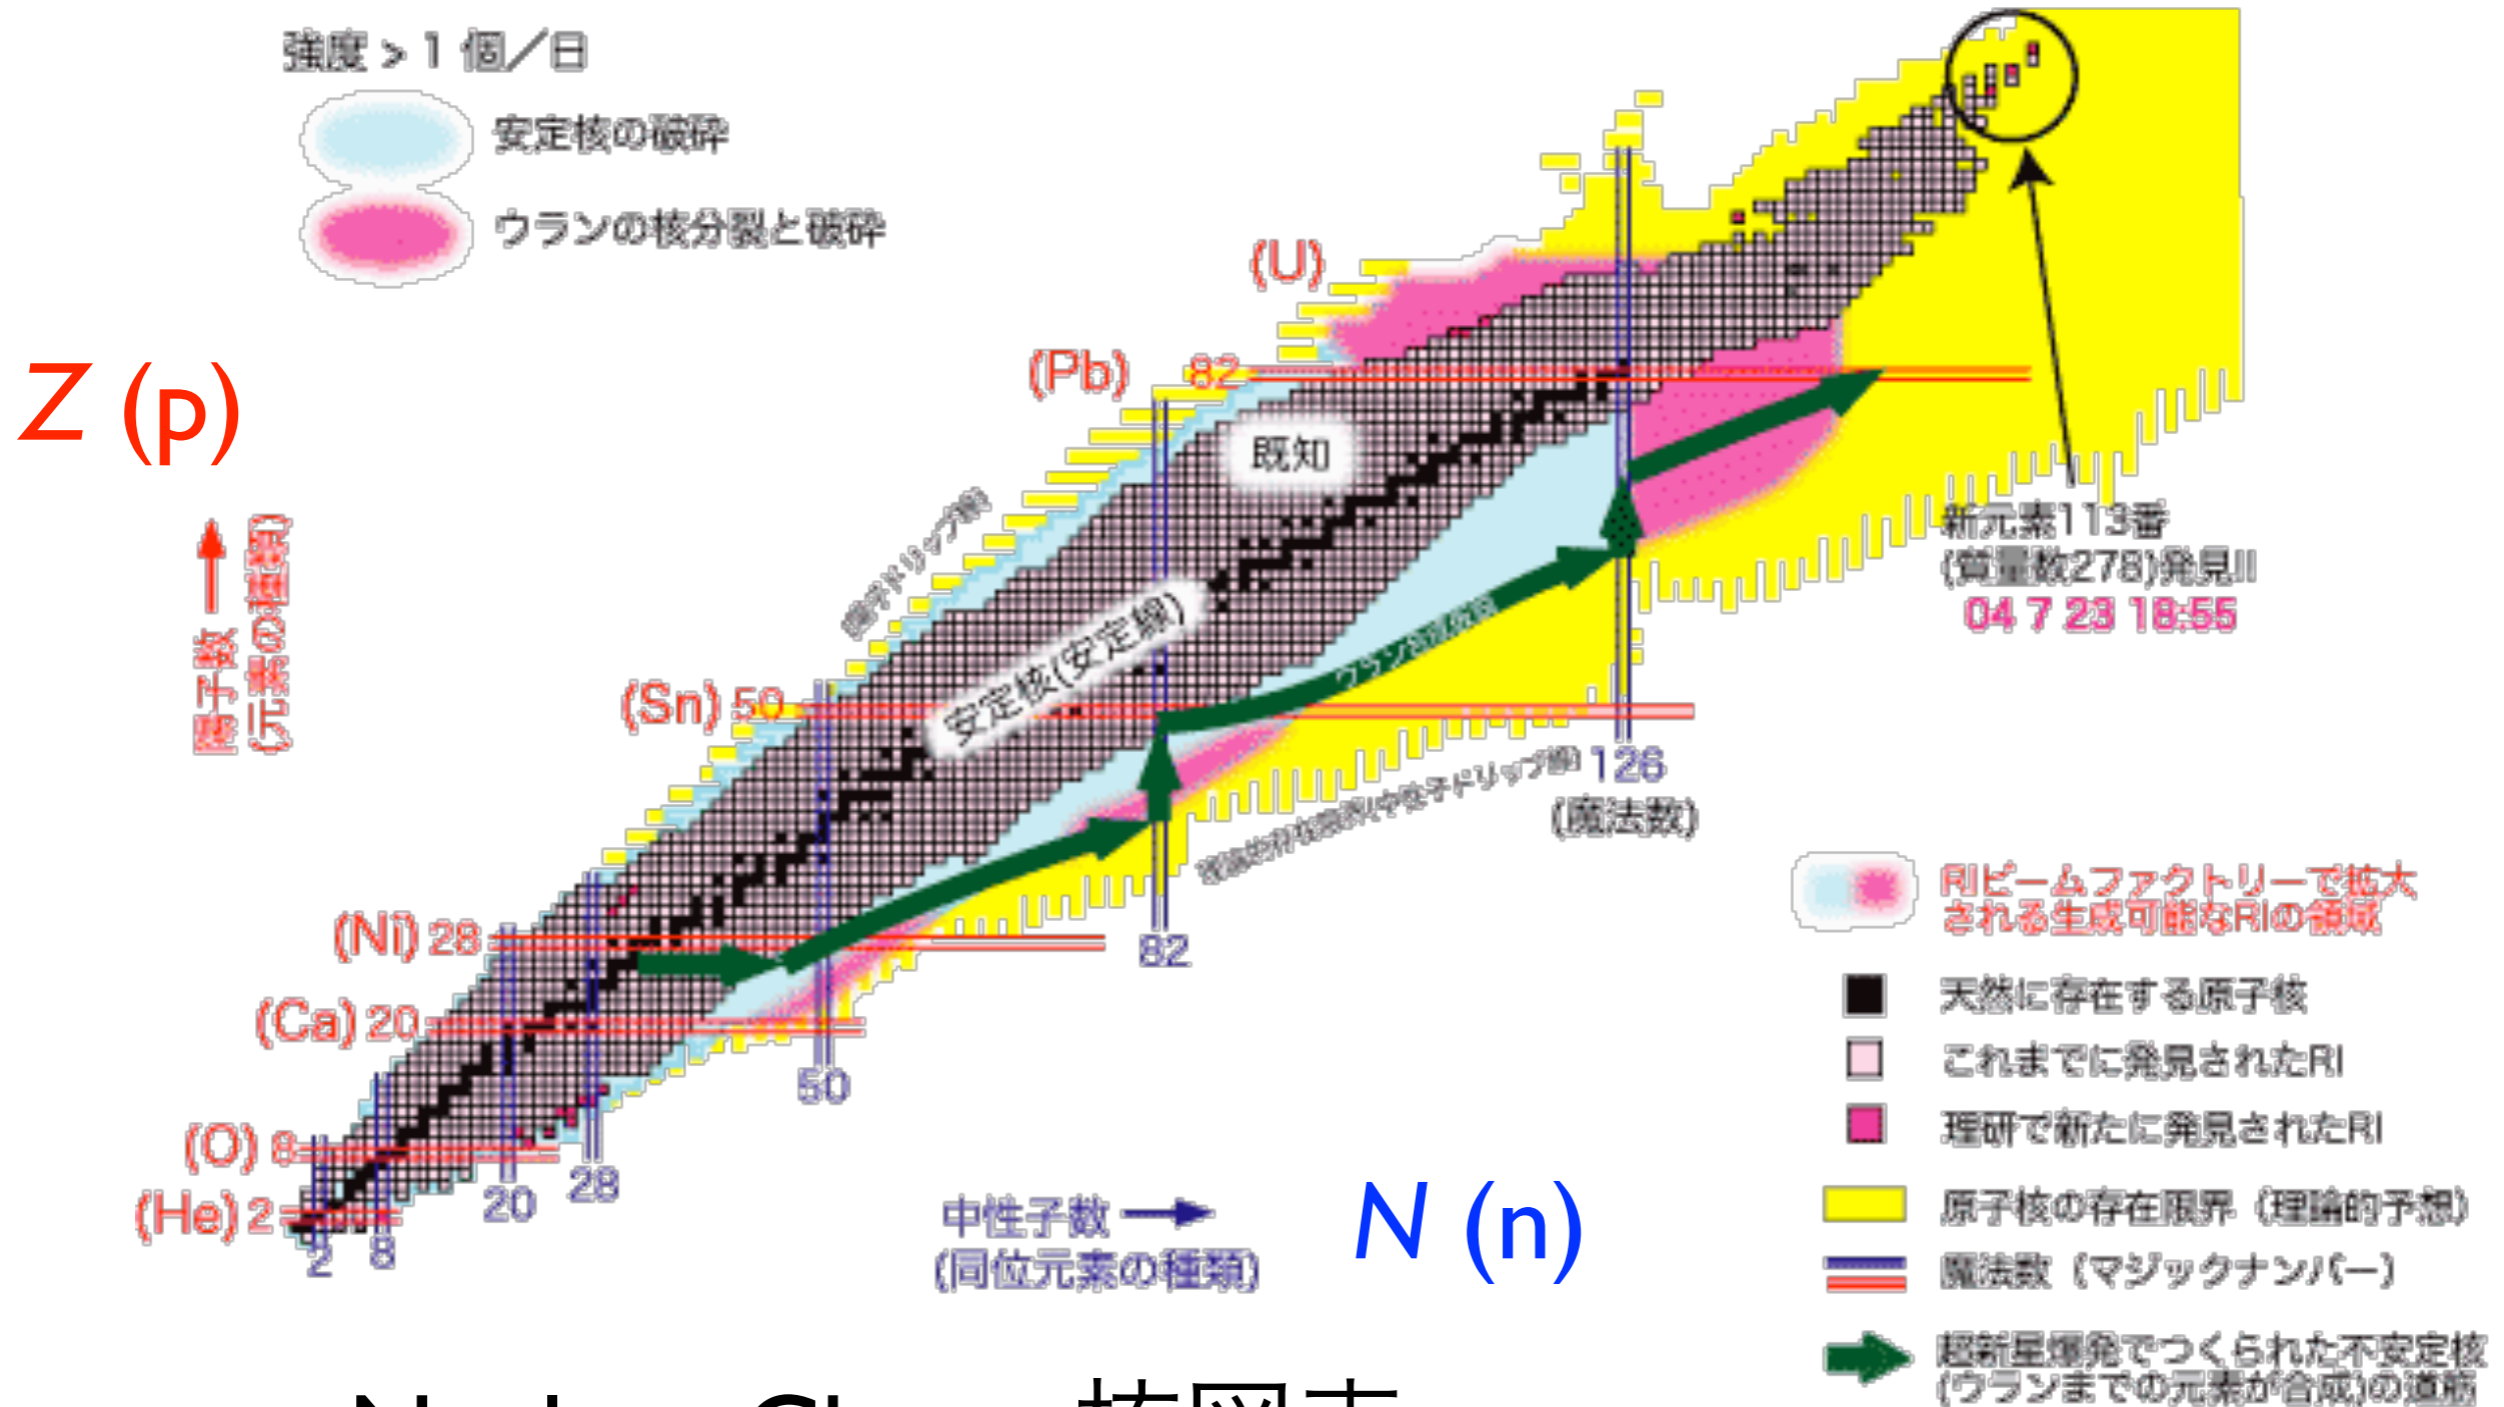 強度 > 1 個／日
安定核の破砕
ウランの核分裂と破砕
(U)
(Pb) 82
Z (p)
既知
陽子数
(元素の種類)
陽子ドリップ線
新元素113番
(質量数278)発見!!
04 7 23 18:55
安定核(安定線)
(Sn) 50
126
(魔法数)
82
(Ni) 28
(Ca) 20
50
(O) 8
28
20
(He) 2
2
8
中性子数
(同位元素の種類)
N (n)
RIビームファクトリーで拡大
される生成可能なRIの領域
天然に存在する原子核
これまでに発見されたRI
理研で新たに発見されたRI
原子核の存在限界（理論的予想）
魔法数（マジックナンバー）
超新星爆発でつくられた不安定核
(ウランまでの元素が合成)の道筋